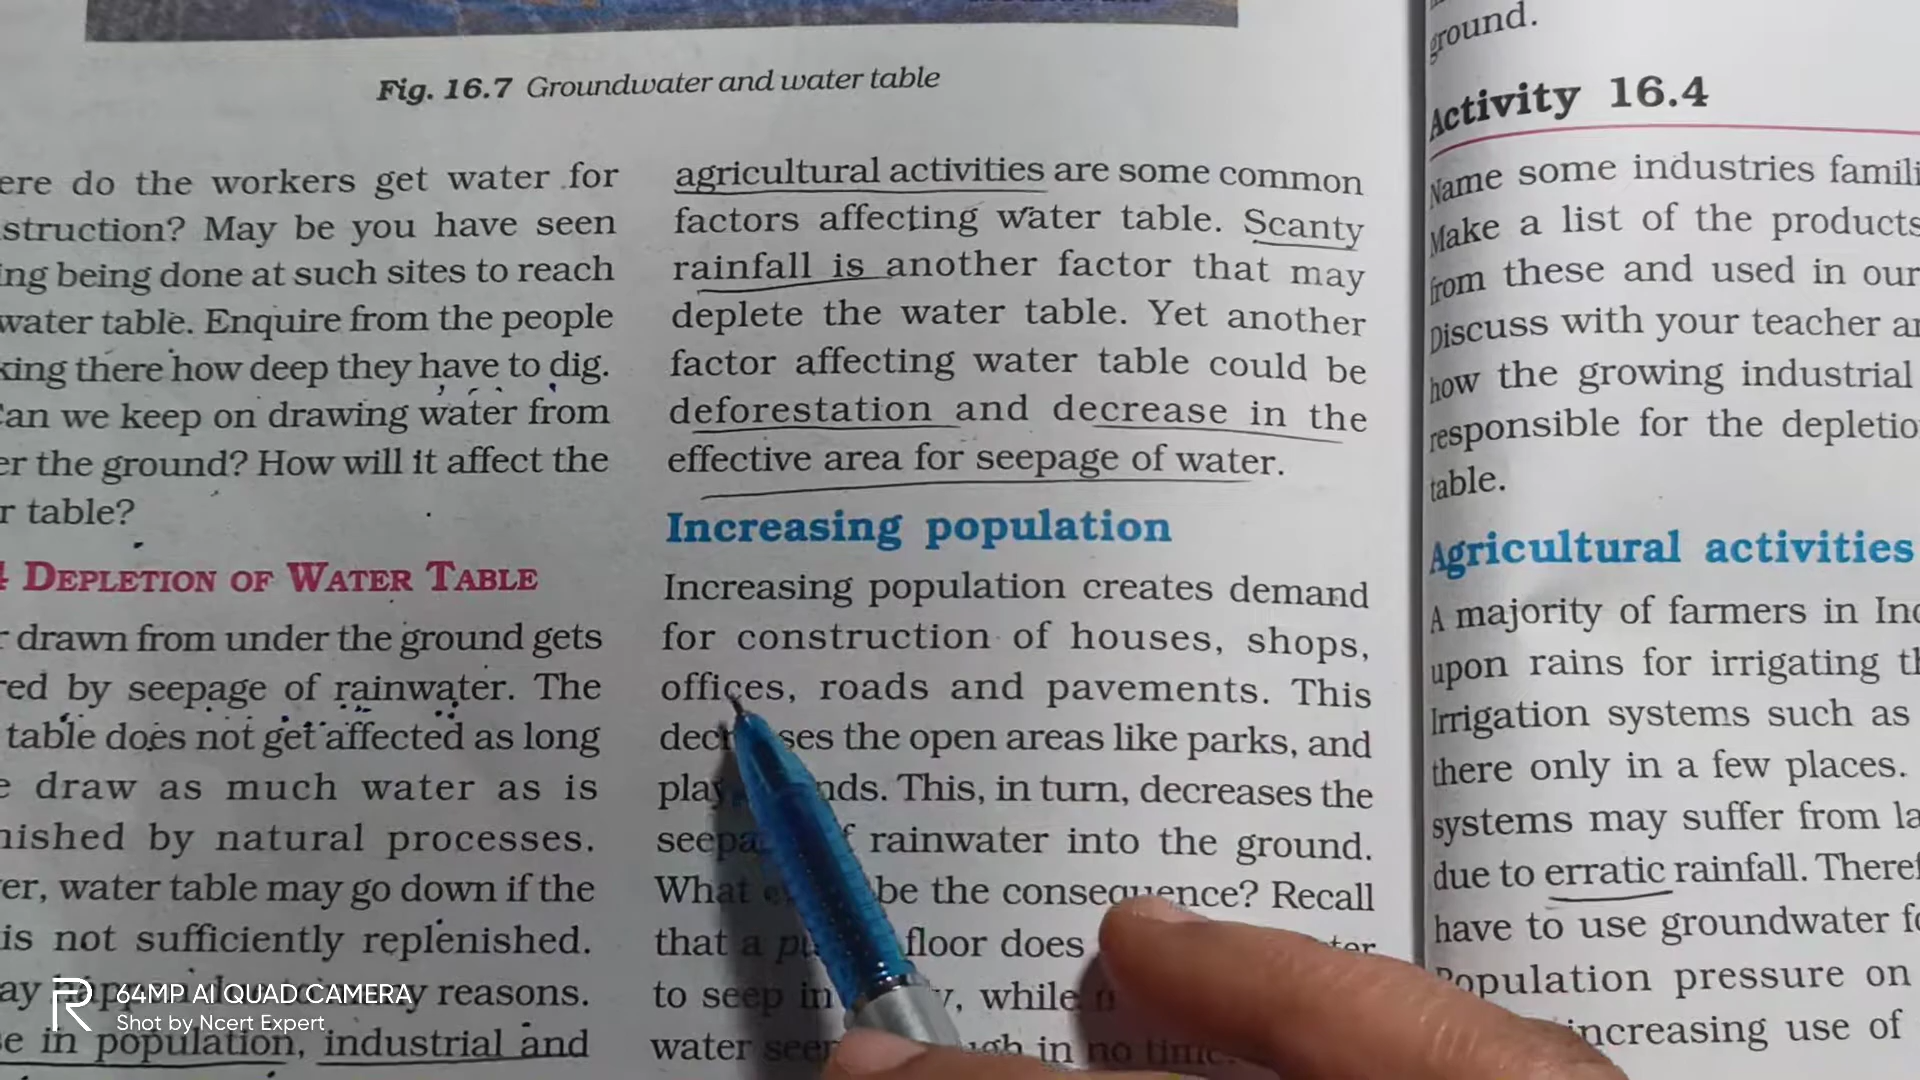 Fig. 16.7 Groundwater and water table
ere do the workers get water for
struction? May be you have seen
ing being done at such sites to reach
water table. Enquire from the people
king there how deep they have to dig.
Can we keep on drawing water from
er the ground? How will it affect the
r table?
DEPLETION OF WATER TABLE
r drawn from under the ground gets
red by seepage of rainwater. The
table does not get affected as long
e draw as much water as is
nished by natural processes.
er, water table may go down if the
is not sufficiently replenished.
ay happen due to many reasons.
e in population, industrial and
agricultural activities are some common
factors affecting water table. Scanty
rainfall is another factor that may
deplete the water table. Yet another
factor affecting water table could be
deforestation and decrease in the
effective area for seepage of water.
Increasing population
Increasing population creates demand
for construction of houses, shops,
offices, roads and pavements. This
the open areas like parks, and
This, in turn, decreases the
rainwater into the ground.
What be the consequence? Recall
that a floor does
to seep in while
water in no time.
ground.
Activity 16.4
Name some industries famili
Make a list of the products
from these and used in our
Discuss with your teacher an
how the growing industrial
responsible for the depletio
table.
Agricultural activities
A majority of farmers in Ind
upon rains for irrigating th
Irrigation systems such as
there only in a few places.
systems may suffer from la
due to erratic rainfall. Theref
have to use groundwater fo
Population pressure on
increasing use of
64MP AI QUAD CAMERA
Shot by Ncert Expert